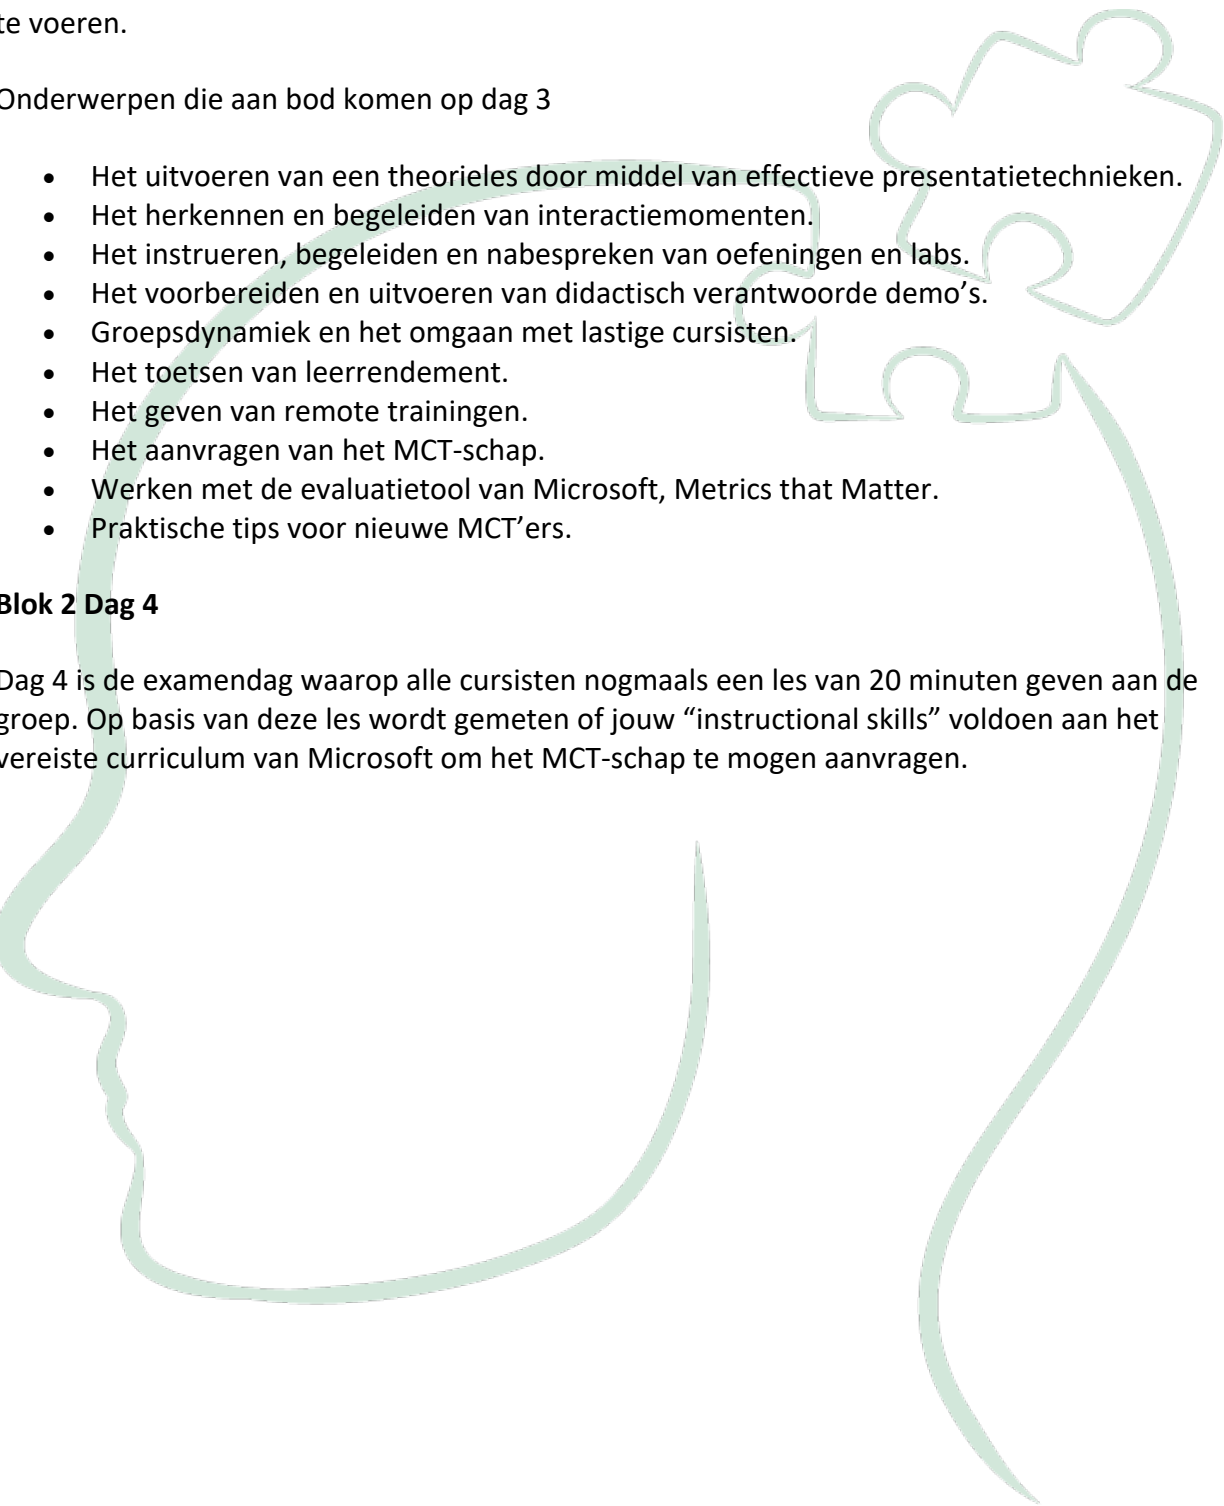 te voeren.
Onderwerpen die aan bod komen op dag 3
• Het uitvoeren van een theorieles door middel van effectieve presentatietechnieken.
• Het herkennen en begeleiden van interactiemomenten.
• Het instrueren, begeleiden en nabespreken van oefeningen en labs.
• Het voorbereiden en uitvoeren van didactisch verantwoorde demo’s.
• Groepsdynamiek en het omgaan met lastige cursisten.
• Het toetsen van leerrendement.
• Het geven van remote trainingen.
• Het aanvragen van het MCT-schap.
• Werken met de evaluatietool van Microsoft, Metrics that Matter.
• Praktische tips voor nieuwe MCT’ers.
Blok 2 Dag 4
Dag 4 is de examendag waarop alle cursisten nogmaals een les van 20 minuten geven aan de
groep. Op basis van deze les wordt gemeten of jouw “instructional skills” voldoen aan het
vereiste curriculum van Microsoft om het MCT-schap te mogen aanvragen.